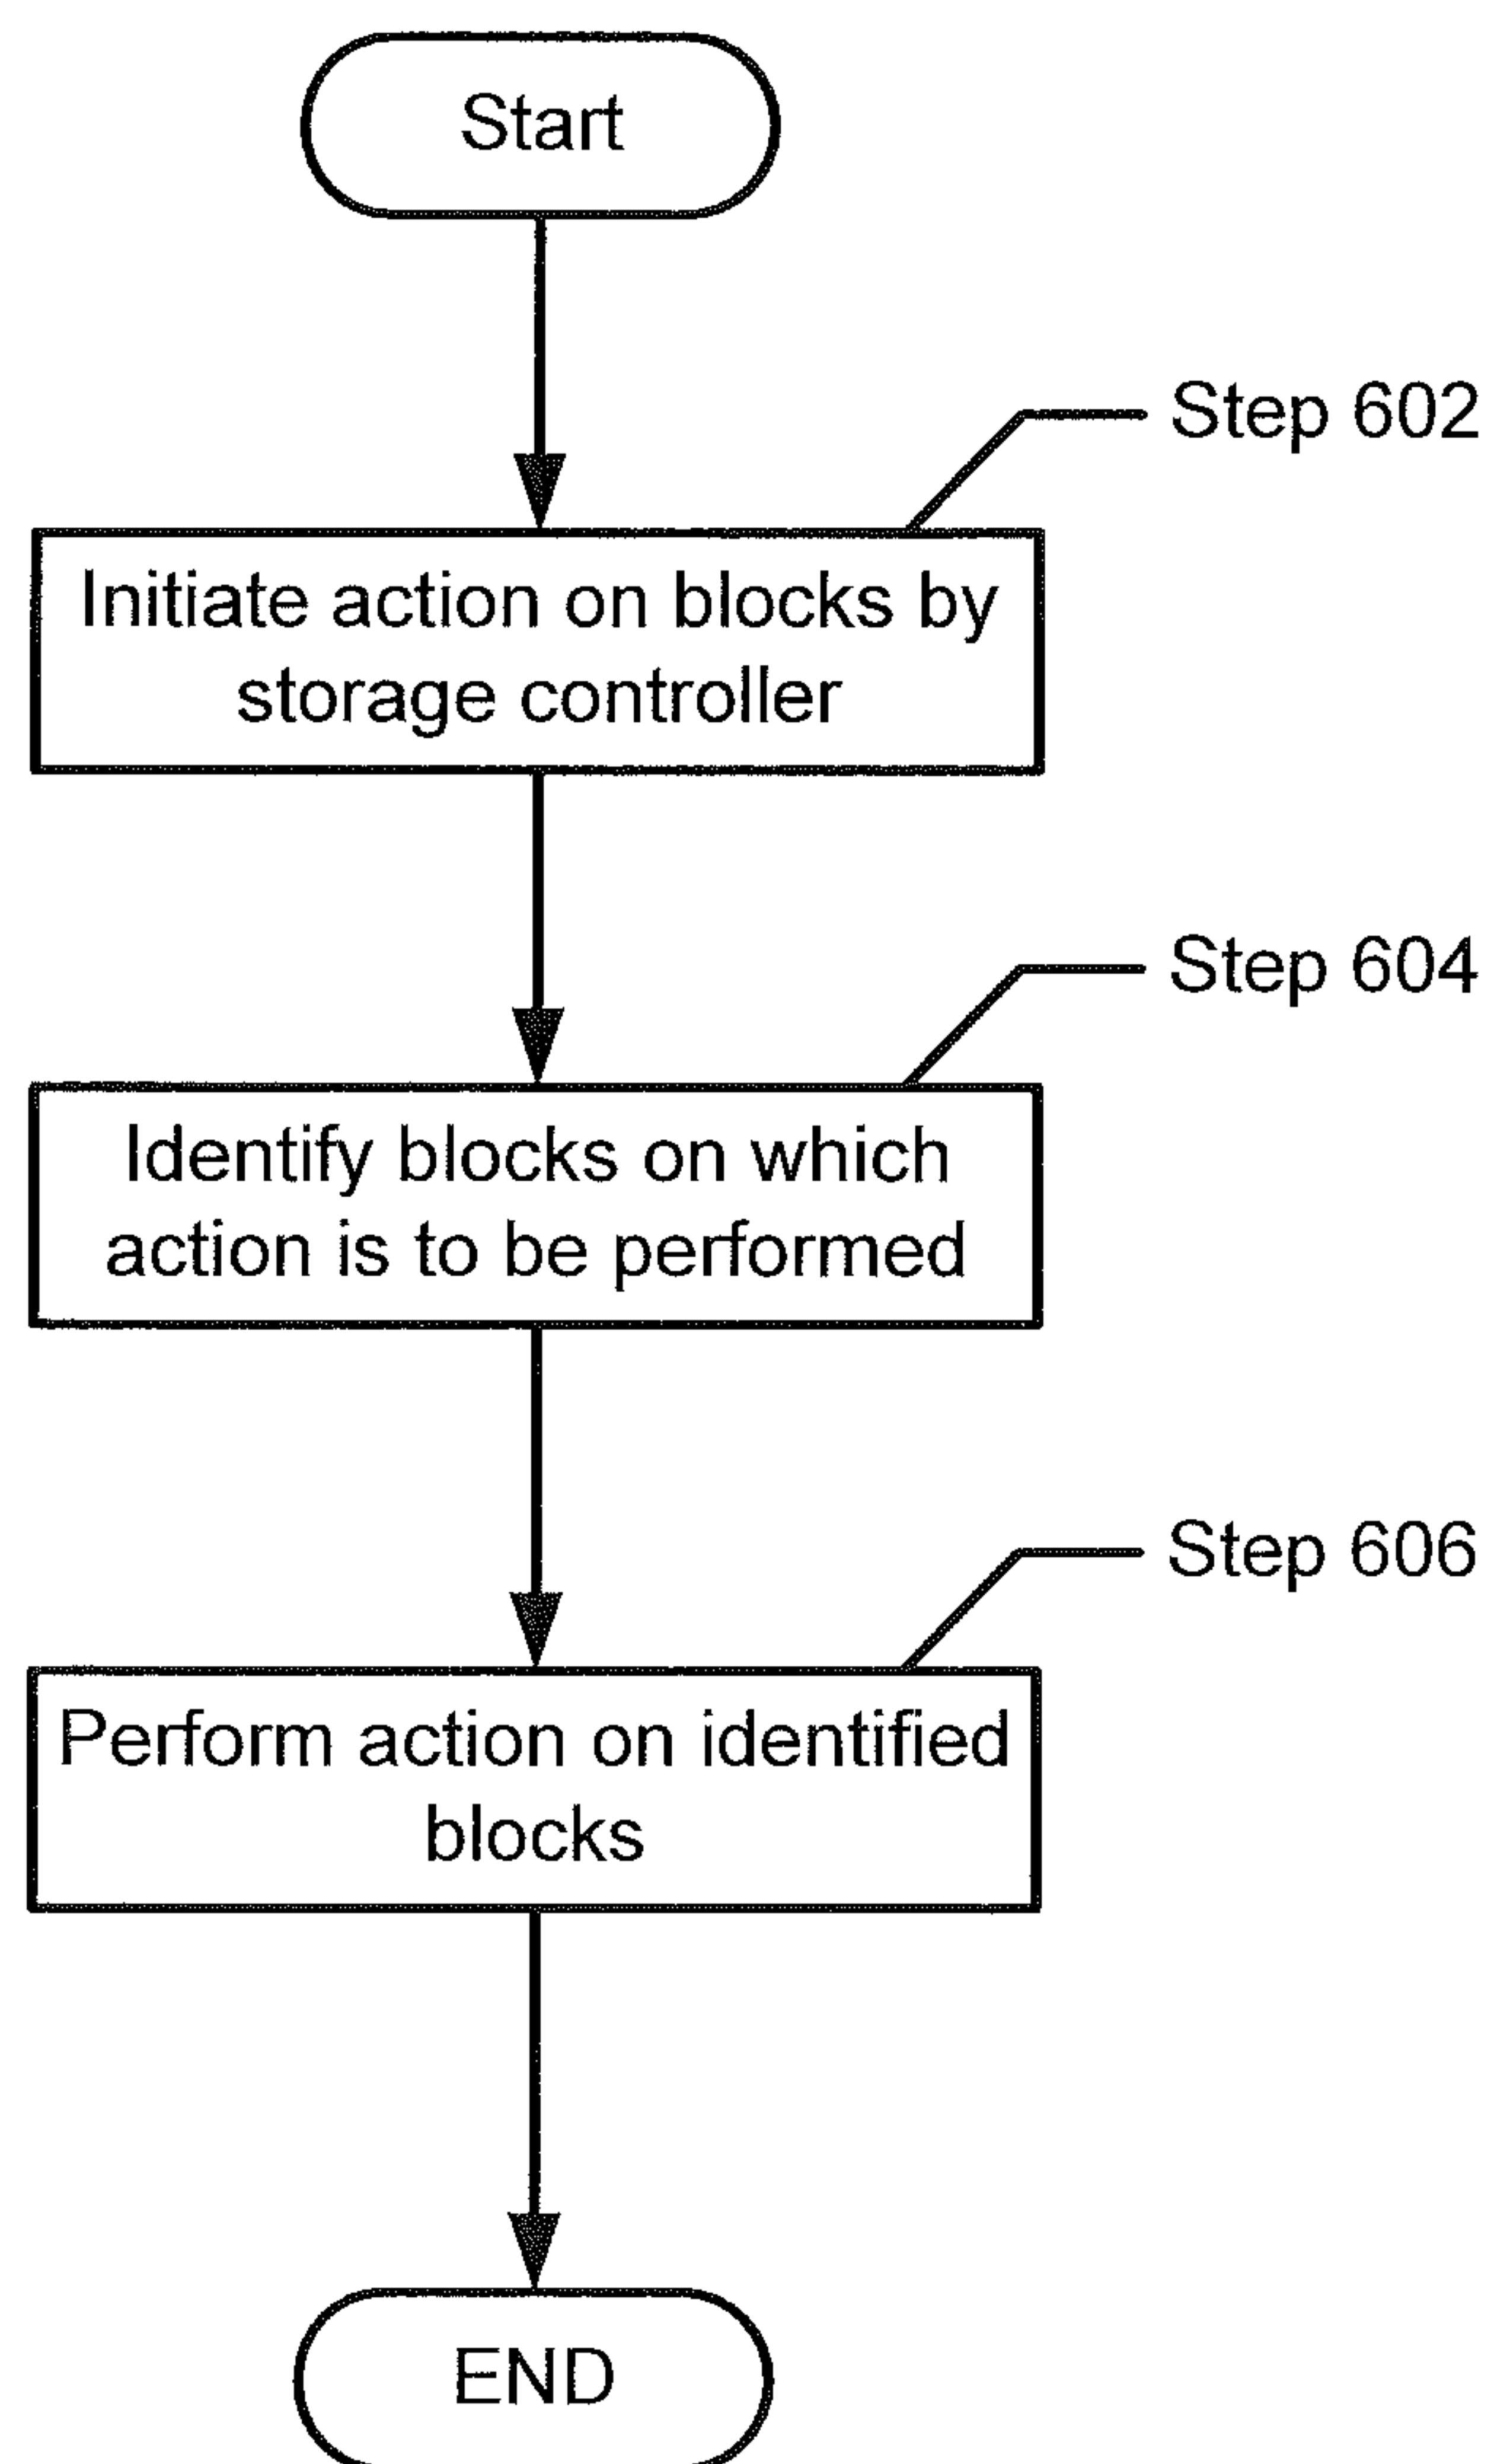 Start
Step 602
Initiate action on blocks by
storage controller
Step 604
Identify blocks on which
action is to be performed
Step 606
Perform action on identified
blocks
END